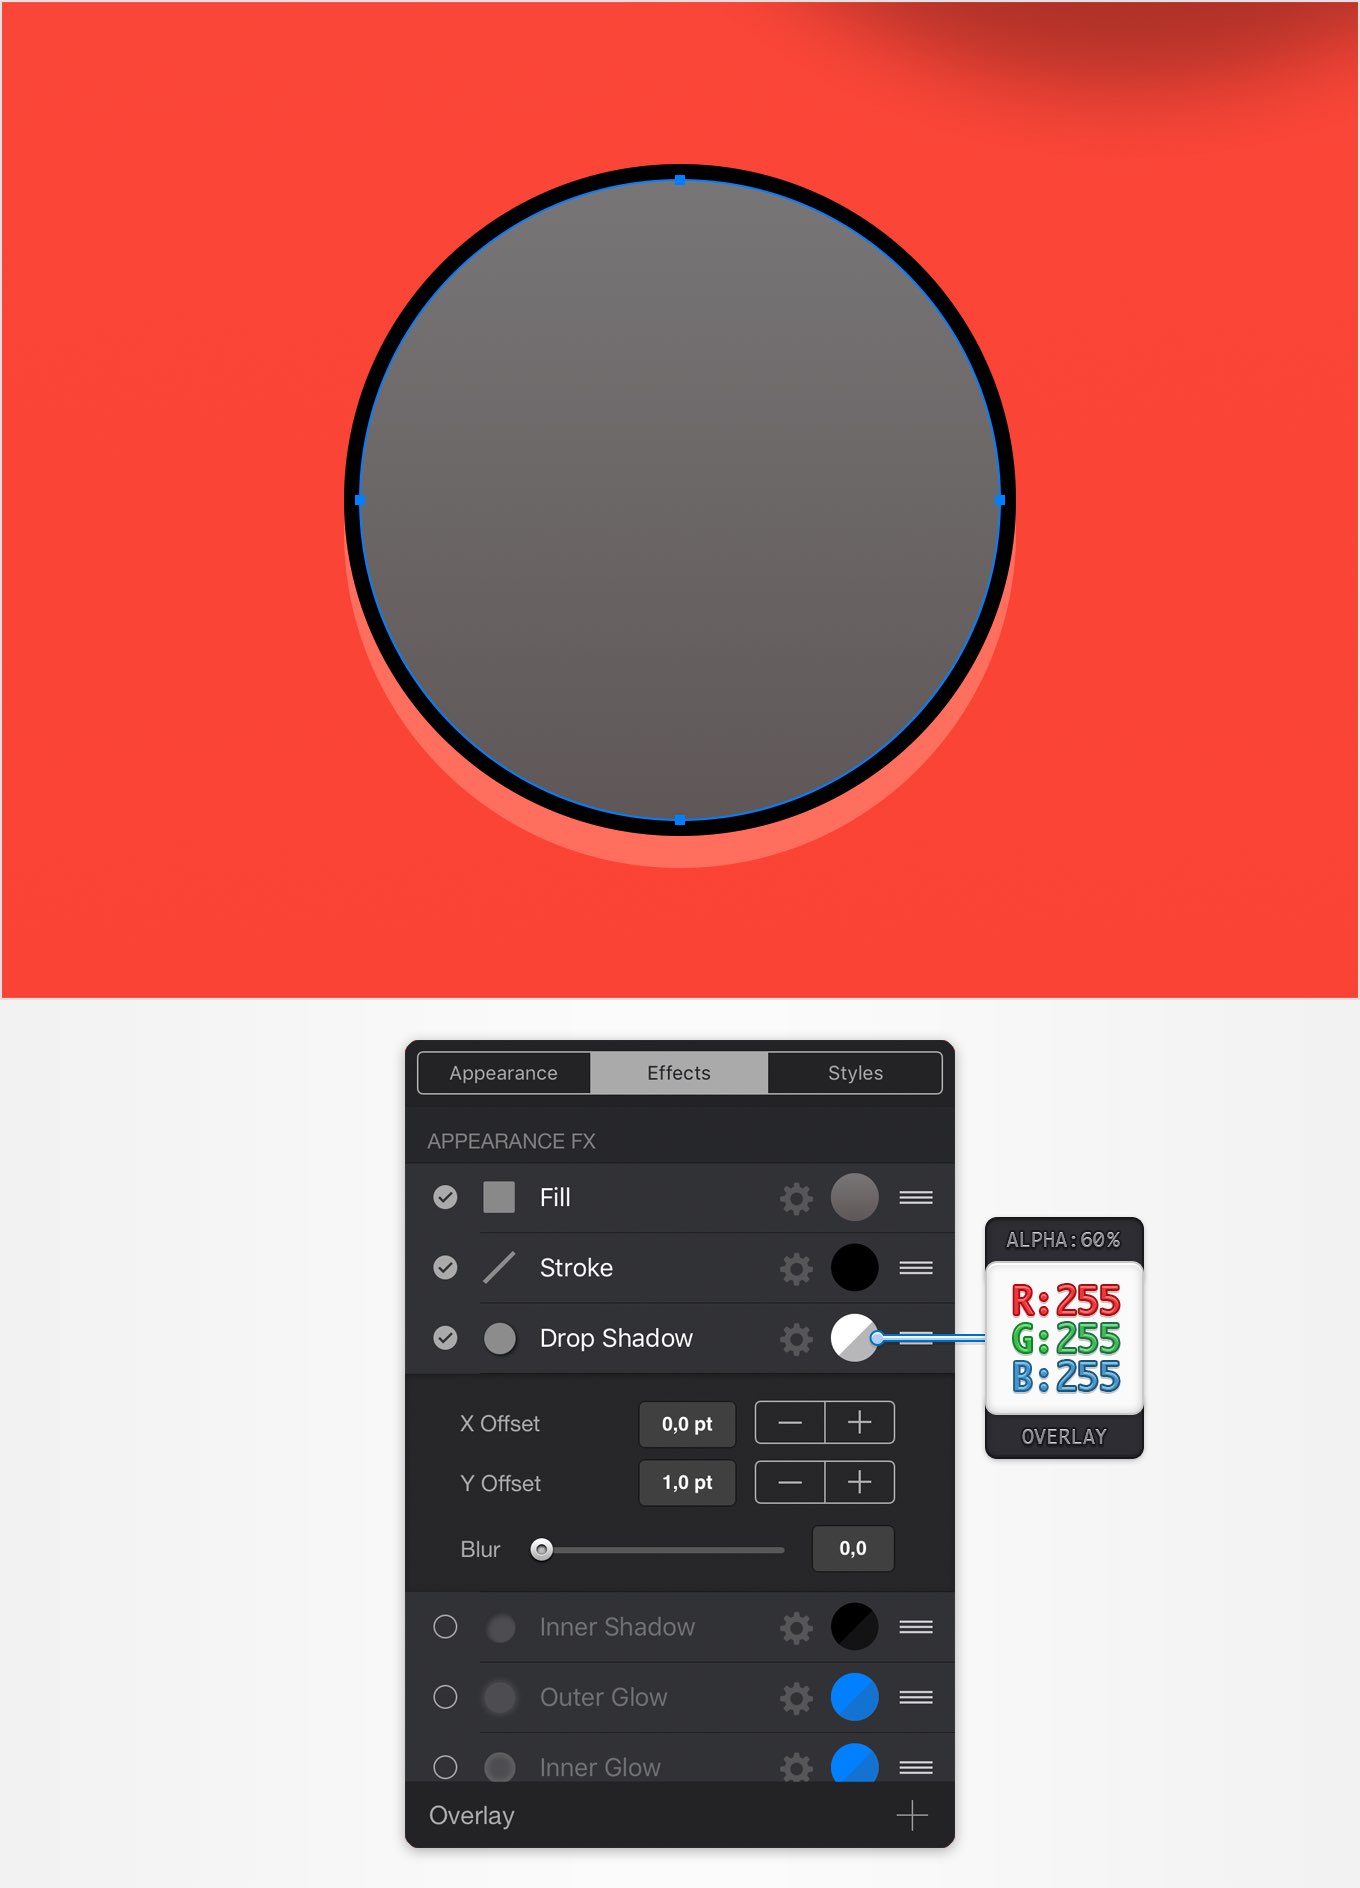 Appearance Effects Styles
APPEARANCE FX
Fill
Stroke
Drop Shadow
X Offset 0,0 pt
Y Offset 1,0 pt
Blur 0,0
Inner Shadow
Outer Glow
Inner Glow
Overlay
ALPHA:60%
R:255
G:255
B:255
OVERLAY